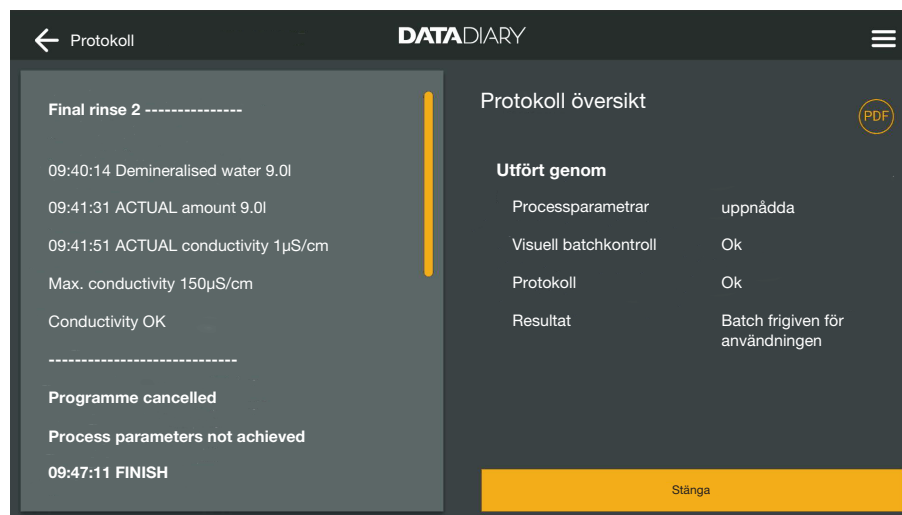 Protokoll
DATADIARY
Final rinse 2 ---------------
09:40:14 Demineralised water 9.0l
09:41:31 ACTUAL amount 9.0l
09:41:51 ACTUAL conductivity 1µS/cm
Max. conductivity 150µS/cm
Conductivity OK
-----------------------------
Programme cancelled
Process parameters not achieved
09:47:11 FINISH
Protokoll översikt
PDF
Utfört genom
Processparametrar uppnådda
Visuell batchkontroll Ok
Protokoll Ok
Resultat Batch frigiven för
användningen
Stänga